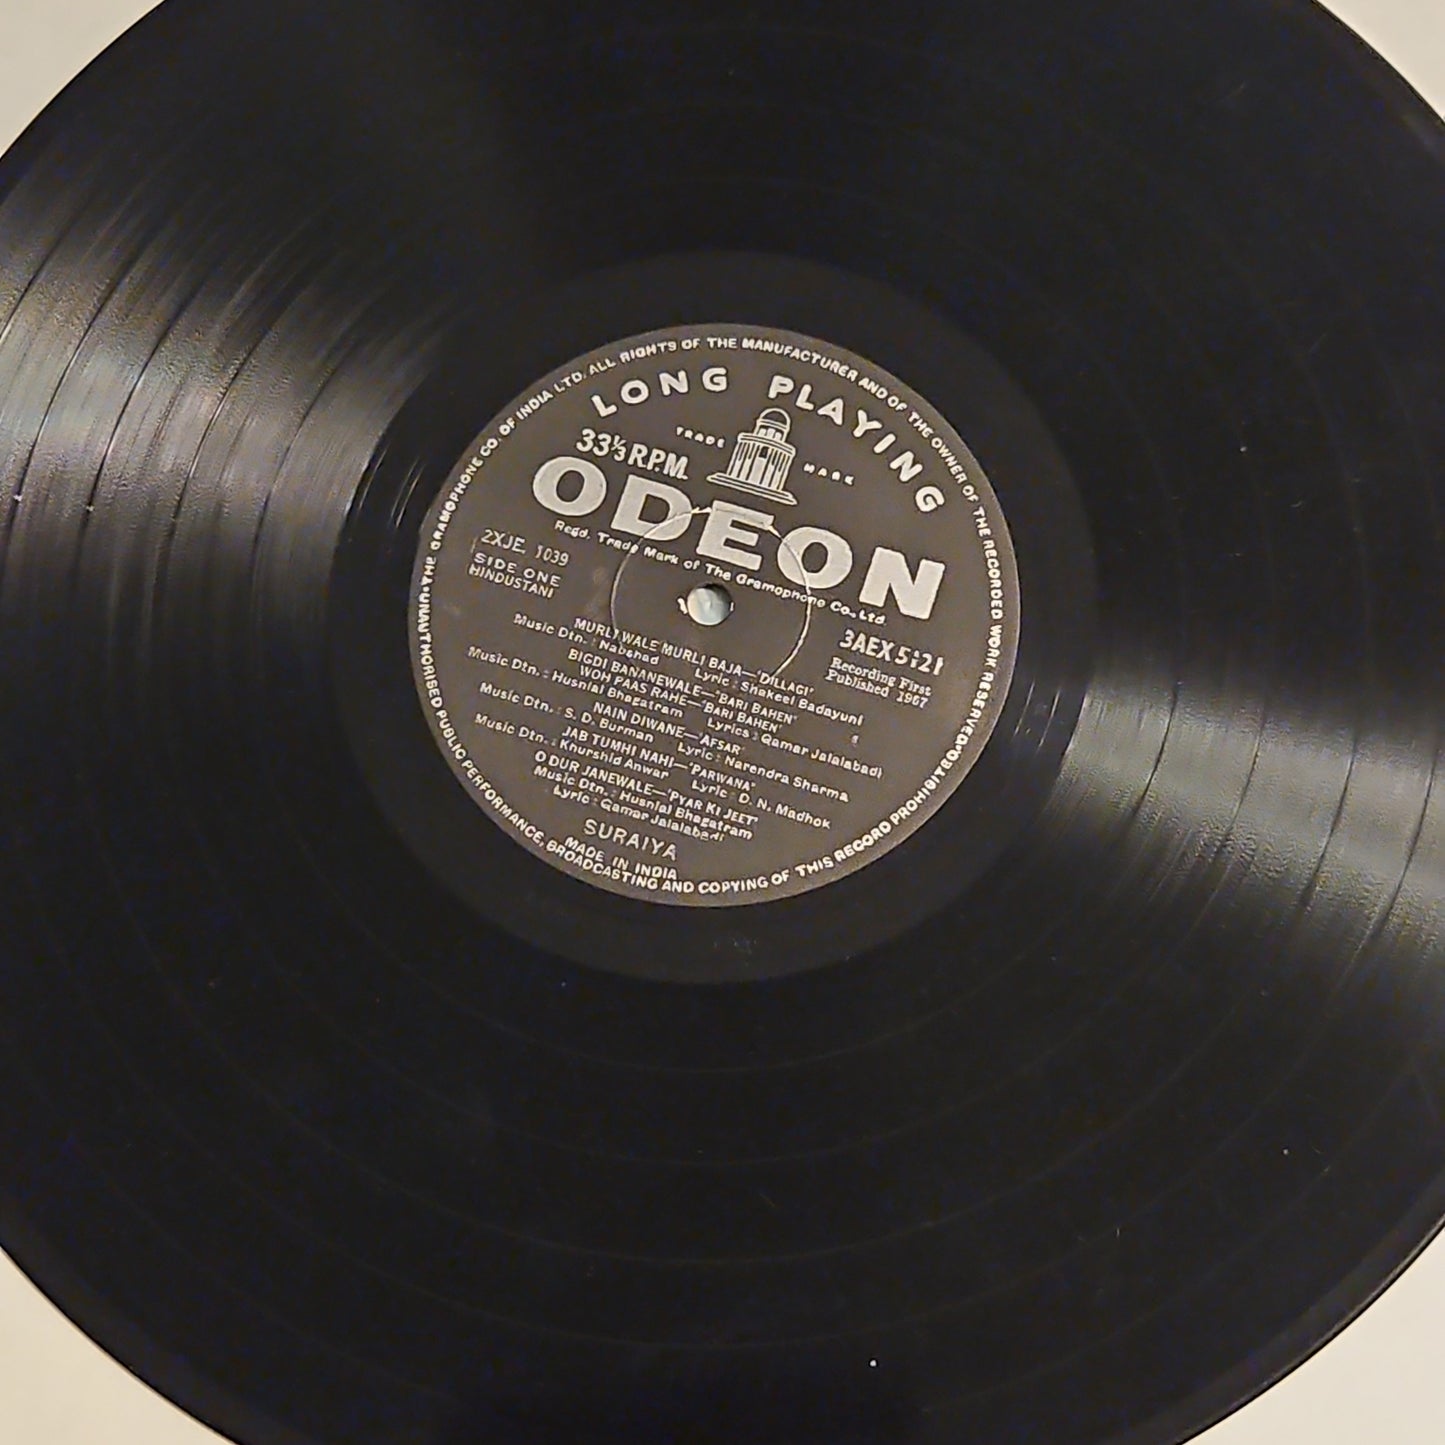 THE GRAMOPHONE CO. OF INDIA LTD. ALL RIGHTS OF THE MANUFACTURER AND OF THE OWNER OF THE RECORDED WORK RESERVED•
UNAUTHORISED PUBLIC PERFORMANCE, BROADCASTING AND COPYING OF THIS RECORD PROHIBITED•
LONG PLAYING
TRADE MARK
33⅓ R.P.M.
ODEON
Regd. Trade Mark of The Gramophone Co., Ltd.
2XJE. 1039
SIDE ONE
HINDUSTANI
3AEX 5121
Recording First
Published 1967
MURLI WALE MURLI BAJA—'DILLAGI'
Music Dtn. : Nabshad Lyric : Shakeel Badayuni
BIGDI BANANEWALE—'BARI BAHEN'
WOH PAAS RAHE—'BARI BAHEN'
Music Dtn. : Husnlal Bhagatram Lyrics : Qamar Jalalabadi
NAIN DIWANE—'AFSAR'
Music Dtn. : S. D. Burman Lyric : Narendra Sharma
JAB TUMHI NAHI—'PARWANA'
Music Dtn. : Khurshid Anwar Lyric : D. N. Madhok
O DUR JANEWALE—'PYAR KI JEET'
Music Dtn. : Husnlal Bhagatram
Lyric : Qamar Jalalabadi
SURAIYA
MADE IN INDIA